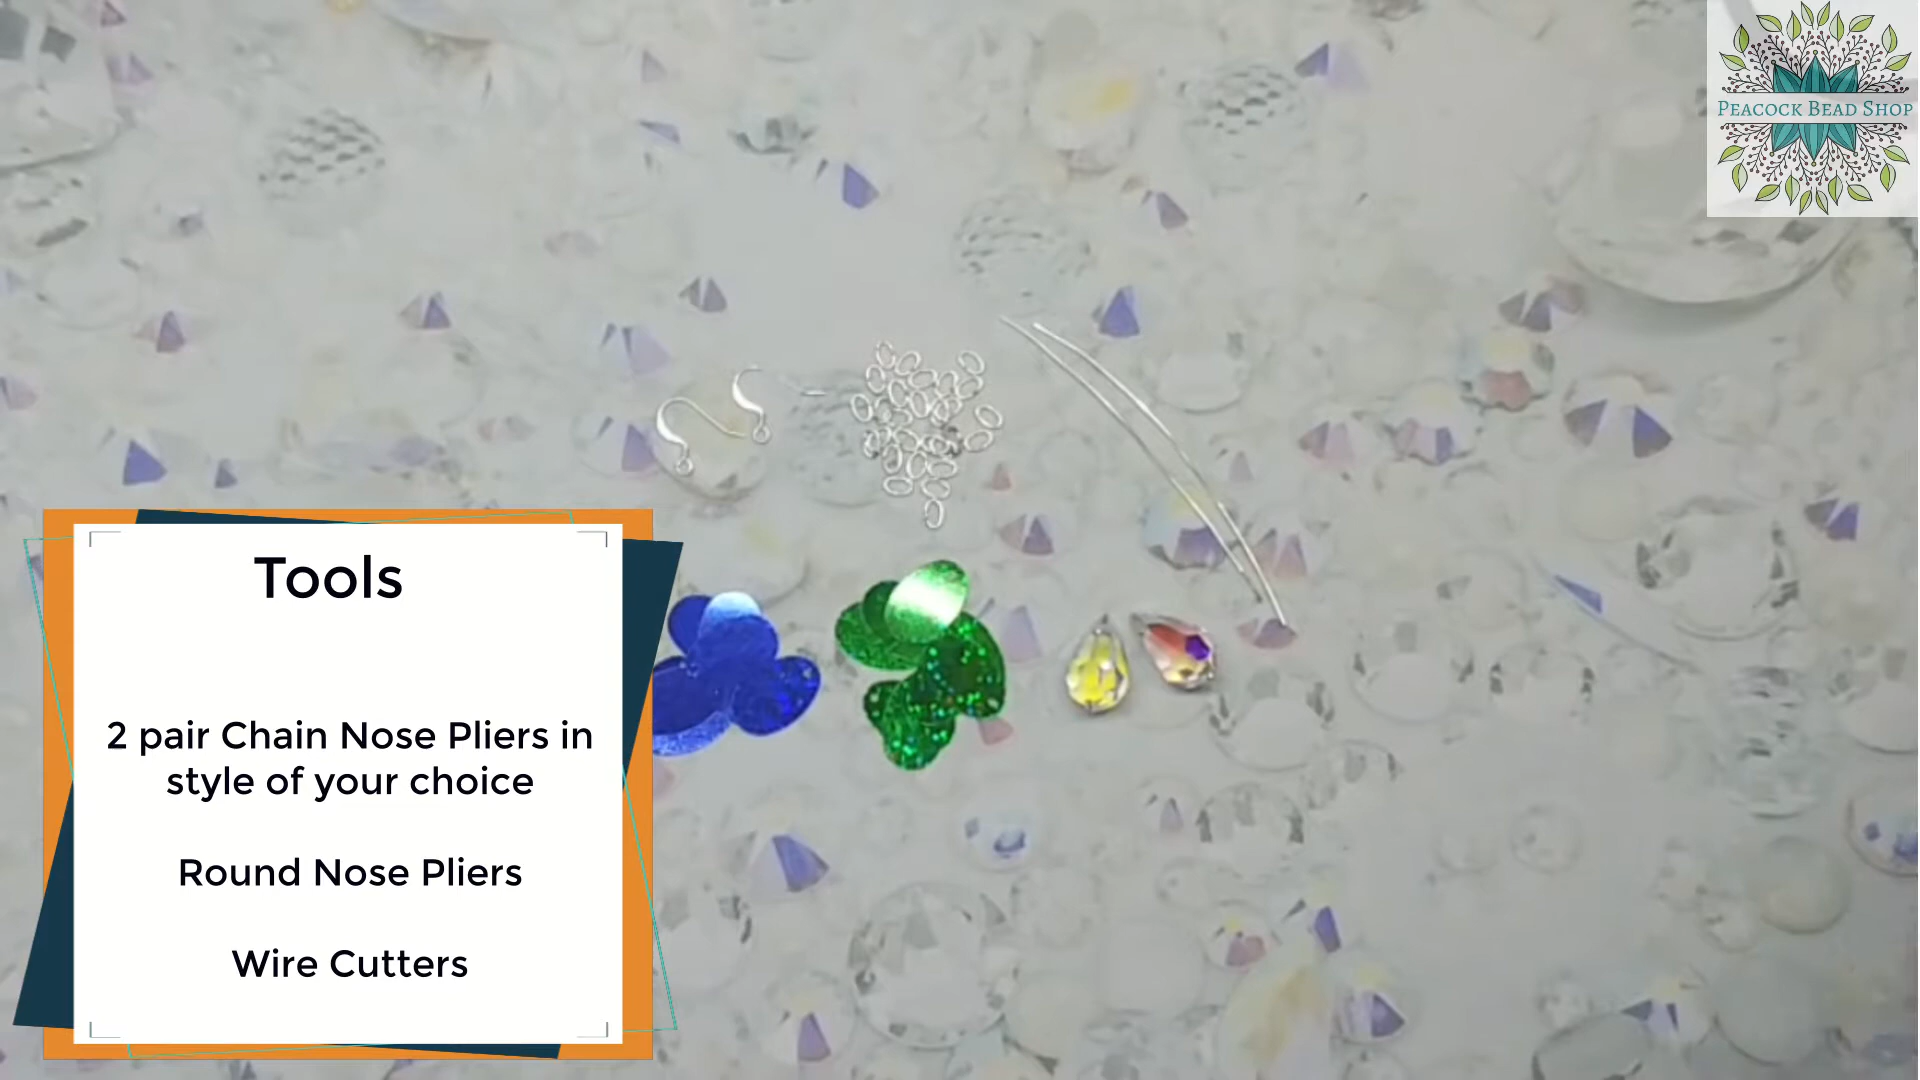 Peacock Bead Shop
Tools
2 pair Chain Nose Pliers in
style of your choice
Round Nose Pliers
Wire Cutters